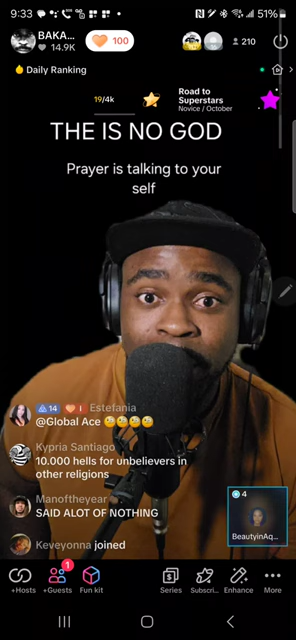 9:33
51%
BAKA...
14.9K
100
210
Daily Ranking
19/4k
Road to
Superstars
Novice / October
THE IS NO GOD
Prayer is talking to your
self
14
1
Estefania
@Global Ace 🧐🧐🧐🧐
Kypria Santiago
10.000 hells for unbelievers in
other religions
Manoftheyear
SAID ALOT OF NOTHING
Keveyonna joined
4
BeautyinAq...
1
+Hosts
+Guests
Fun kit
Series
Subscri...
Enhance
More